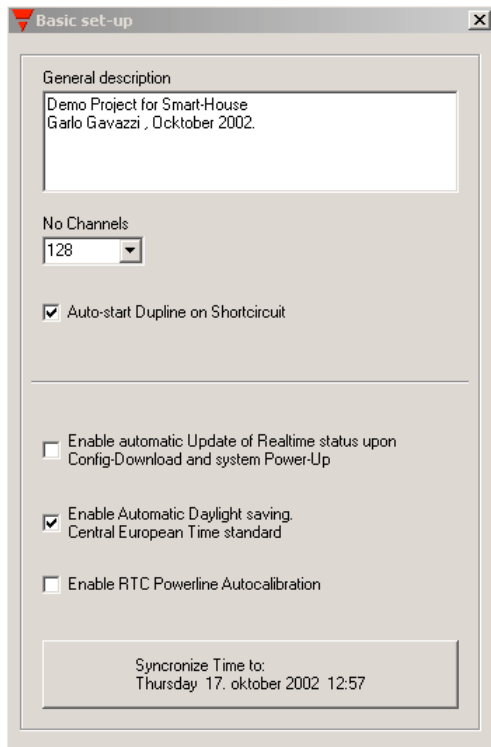 Basic set-up
General description
Demo Project for Smart-House
Garlo Gavazzi , Ocktober 2002.
No Channels
128
Auto-start Dupline on Shortcircuit
Enable automatic Update of Realtime status upon
Config-Download and system Power-Up
Enable Automatic Daylight saving.
Central European Time standard
Enable RTC Powerline Autocalibration
Syncronize Time to:
Thursday 17. oktober 2002 12:57